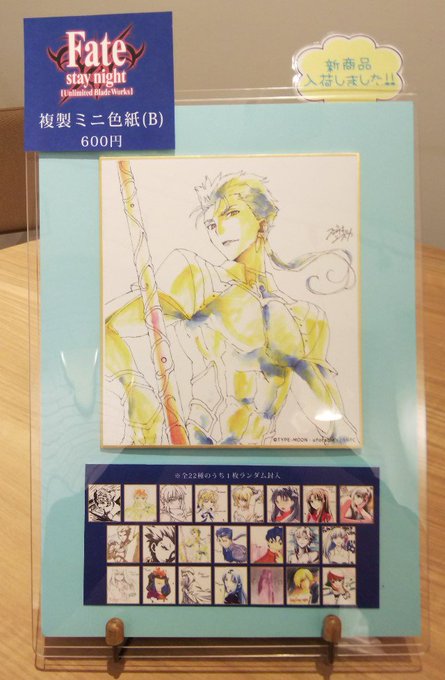 Fate
stay night
[Unlimited Blade Works]
複製ミニ色紙(B)
600円
新商品
入荷しました!!
©TYPE-MOON・ufotable・FSNPC
※全22種のうち1枚ランダム封入